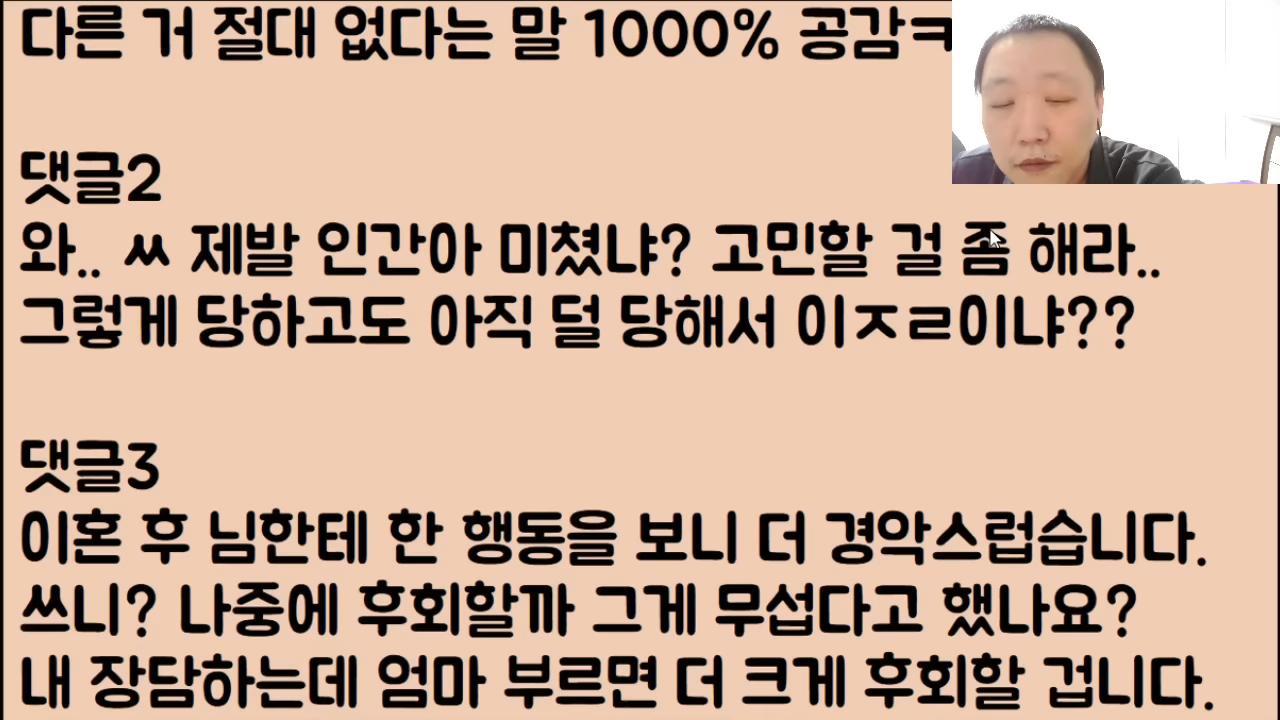 다른 거 절대 없다는 말 1000% 공감ㅋ
댓글2
와.. ㅆ 제발 인간아 미쳤냐? 고민할 걸 좀 해라..
그렇게 당하고도 아직 덜 당해서 이ㅈㄹ이냐??
댓글3
이혼 후 님한테 한 행동을 보니 더 경악스럽습니다.
쓰니? 나중에 후회할까 그게 무섭다고 했나요?
내 장담하는데 엄마 부르면 더 크게 후회할 겁니다.